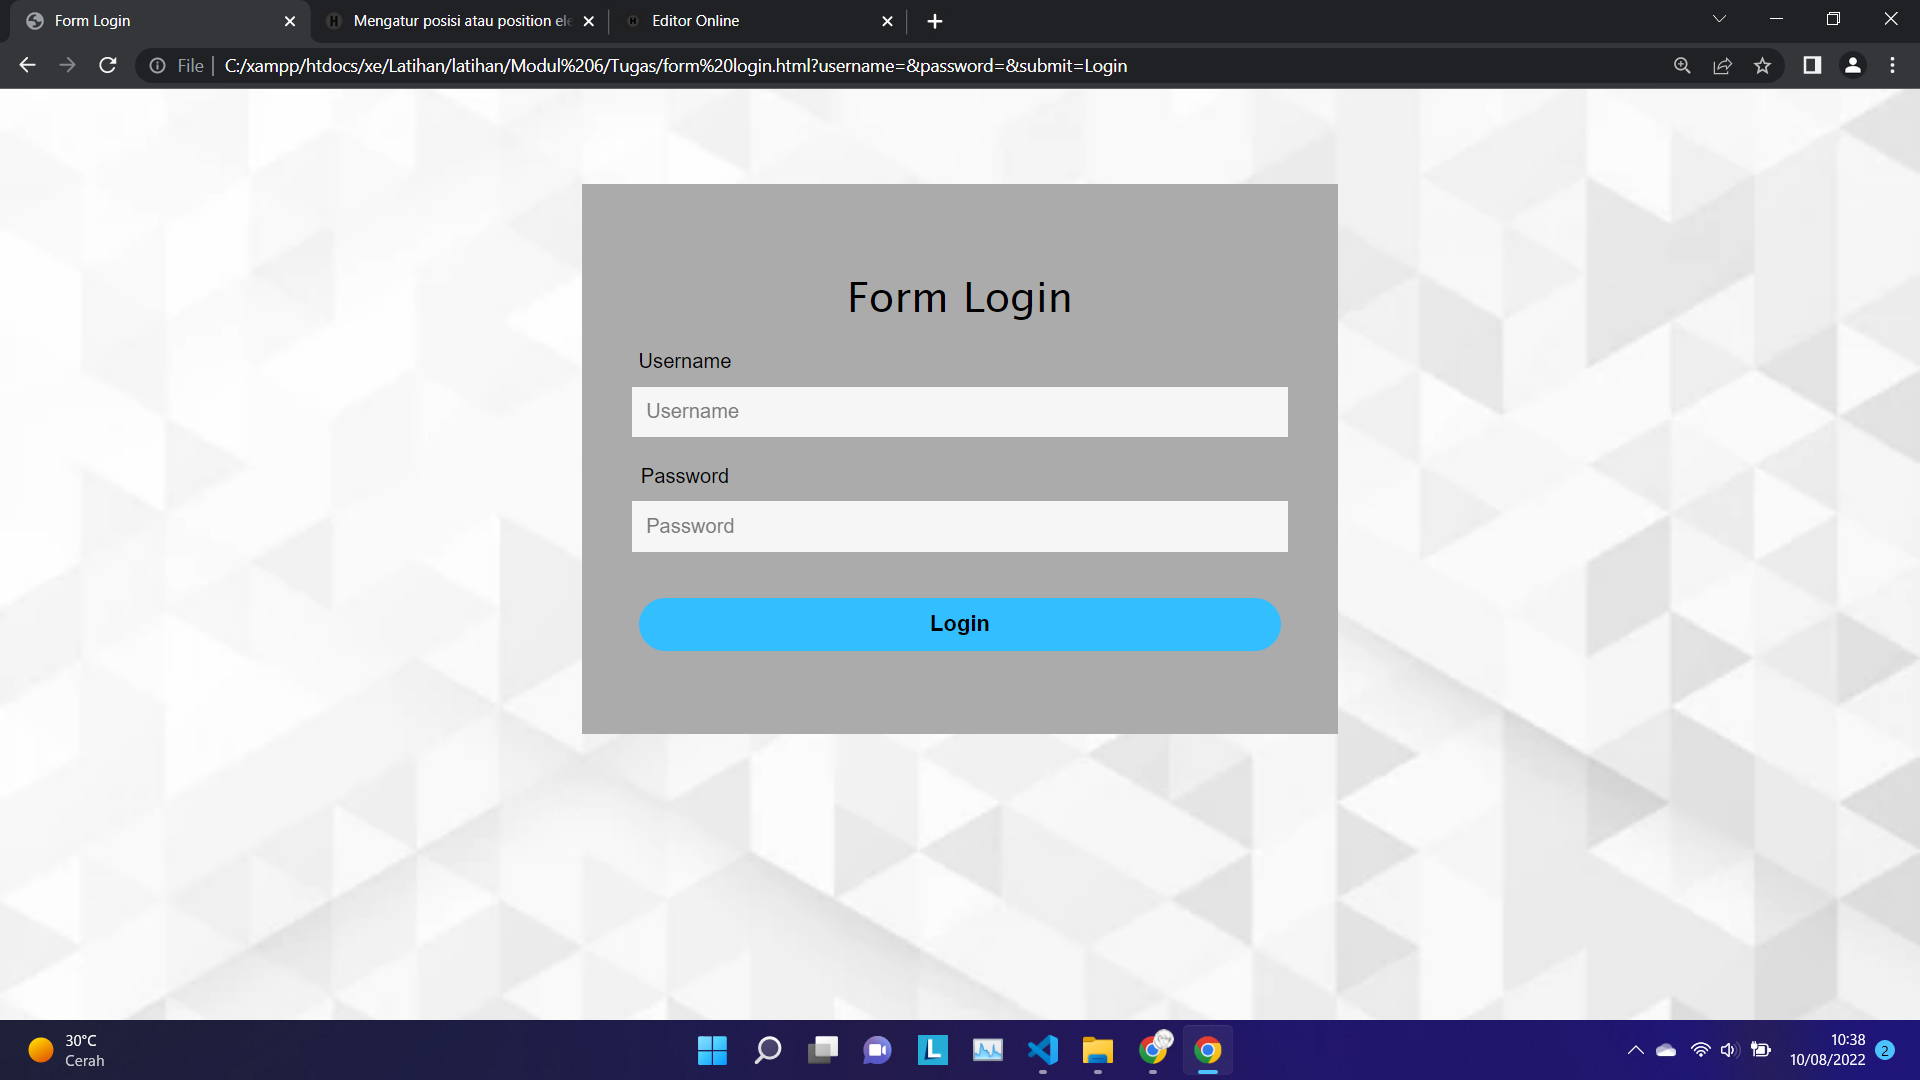 Form Login
Mengatur posisi atau position ele
Editor Online
File
C:/xampp/htdocs/xe/Latihan/latihan/Modul%206/Tugas/form%20login.html?username=&password=&submit=Login
Form Login
Username
Username
Password
Password
Login
30°C
Cerah
10:38
10/08/2022
2